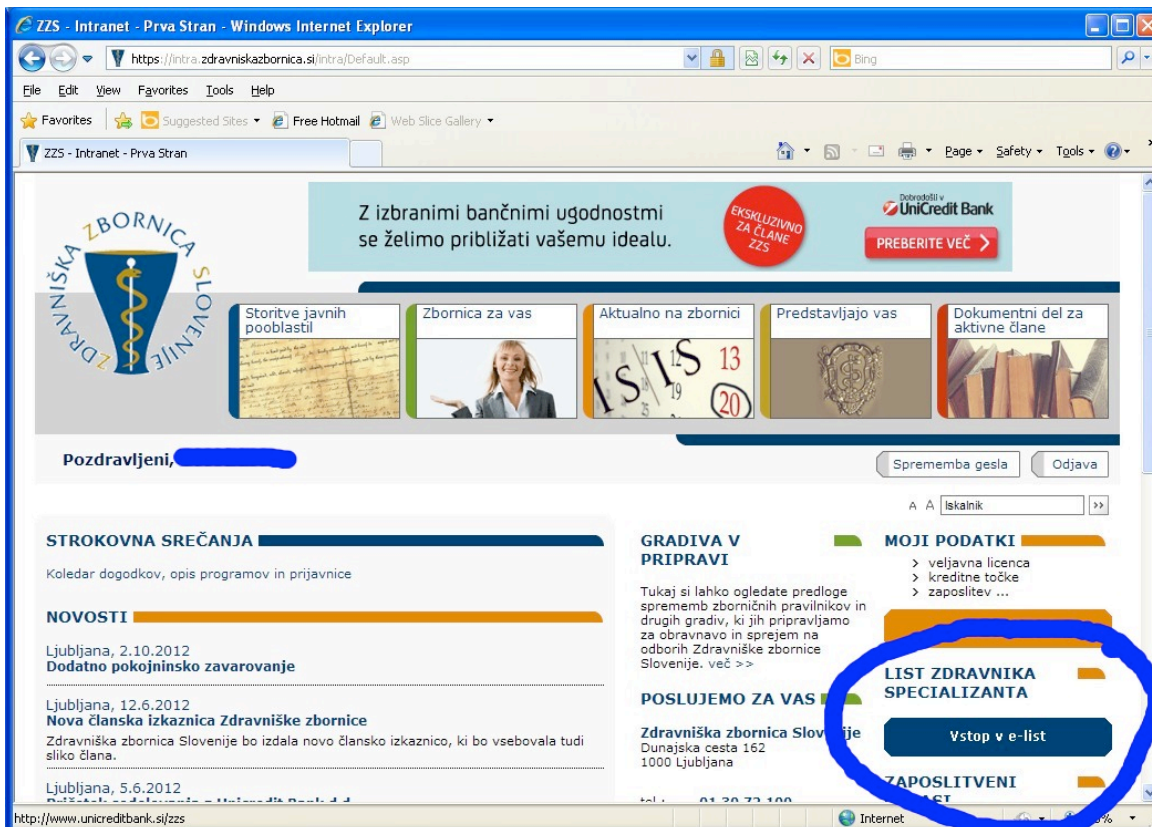 ZZS - Intranet - Prva Stran - Windows Internet Explorer
https://intra.zdravniskazbornica.si/intra/Default.asp
Bing
File Edit View Favorites Tools Help
Favorites Suggested Sites Free Hotmail Web Slice Gallery
ZZS - Intranet - Prva Stran
Page Safety Tools
ZDRAVNIŠKA ZBORNICA SLOVENIJE
Z izbranimi bančnimi ugodnostmi
se želimo približati vašemu idealu.
EKSKLUZIVNO
ZA ČLANE
ZZS
Dobrodošli v
UniCredit Bank
PREBERITE VEČ
Storitve javnih
pooblastil
Zbornica za vas
Aktualno na zbornici
Predstavljajo vas
Dokumentni del za
aktivne člane
ISIS
12
13
19
20
Pozdravljeni,
Sprememba gesla
Odjava
A A Iskalnik >>
STROKOVNA SREČANJA
Koledar dogodkov, opis programov in prijavnice
NOVOSTI
Ljubljana, 2.10.2012
Dodatno pokojninsko zavarovanje
Ljubljana, 12.6.2012
Nova članska izkaznica Zdravniške zbornice
Zdravniška zbornica Slovenije bo izdala novo člansko izkaznico, ki bo vsebovala tudi
sliko člana.
Ljubljana, 5.6.2012
GRADIVA V
PRIPRAVI
Tukaj si lahko ogledate predloge
sprememb zborničnih pravilnikov in
drugih gradiv, ki jih pripravljamo
za obravnavo in sprejem na
odborih Zdravniške zbornice
Slovenije. več >>
POSLUJEMO ZA VAS
Zdravniška zbornica Slovenije
Dunajska cesta 162
1000 Ljubljana
MOJI PODATKI
> veljavna licenca
> kreditne točke
> zaposlitev ...
LIST ZDRAVNIKA
SPECIALIZANTA
Vstop v e-list
ZAPOSLITVENI
http://www.unicreditbank.si/zzs
Internet